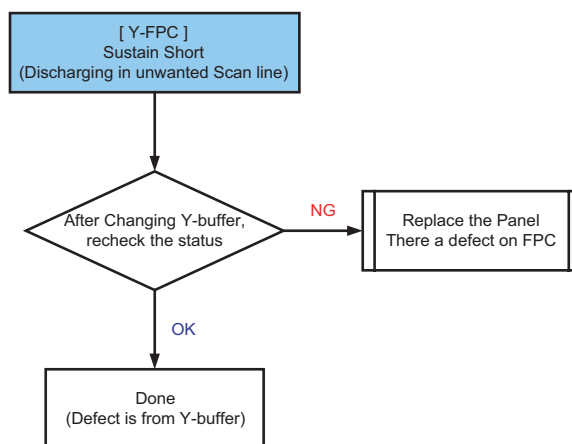 [ Y-FPC ]
Sustain Short
(Discharging in unwanted Scan line)
After Changing Y-buffer,
recheck the status
NG
Replace the Panel
There a defect on FPC
OK
Done
(Defect is from Y-buffer)